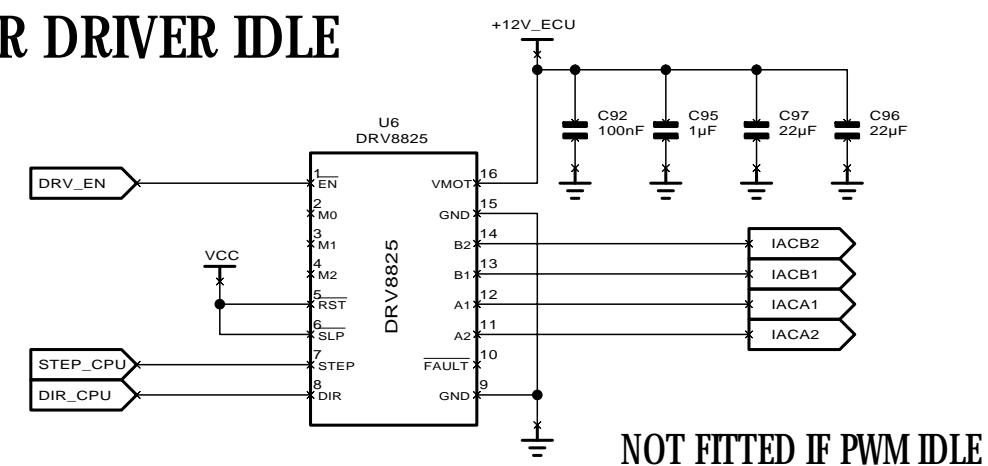 R DRIVER IDLE
+12V_ECU
C92
100nF
C95
1µF
C97
22µF
C96
22µF
U6
DRV8825
DRV_EN
VCC
STEP_CPU
DIR_CPU
1
EN
2
M0
3
M1
4
M2
5
RST
6
SLP
7
STEP
8
DIR
DRV8825
16
VMOT
15
GND
14
B2
13
B1
12
A1
11
A2
10
FAULT
9
GND
IACB2
IACB1
IACA1
IACA2
NOT FITTED IF PWM IDLE